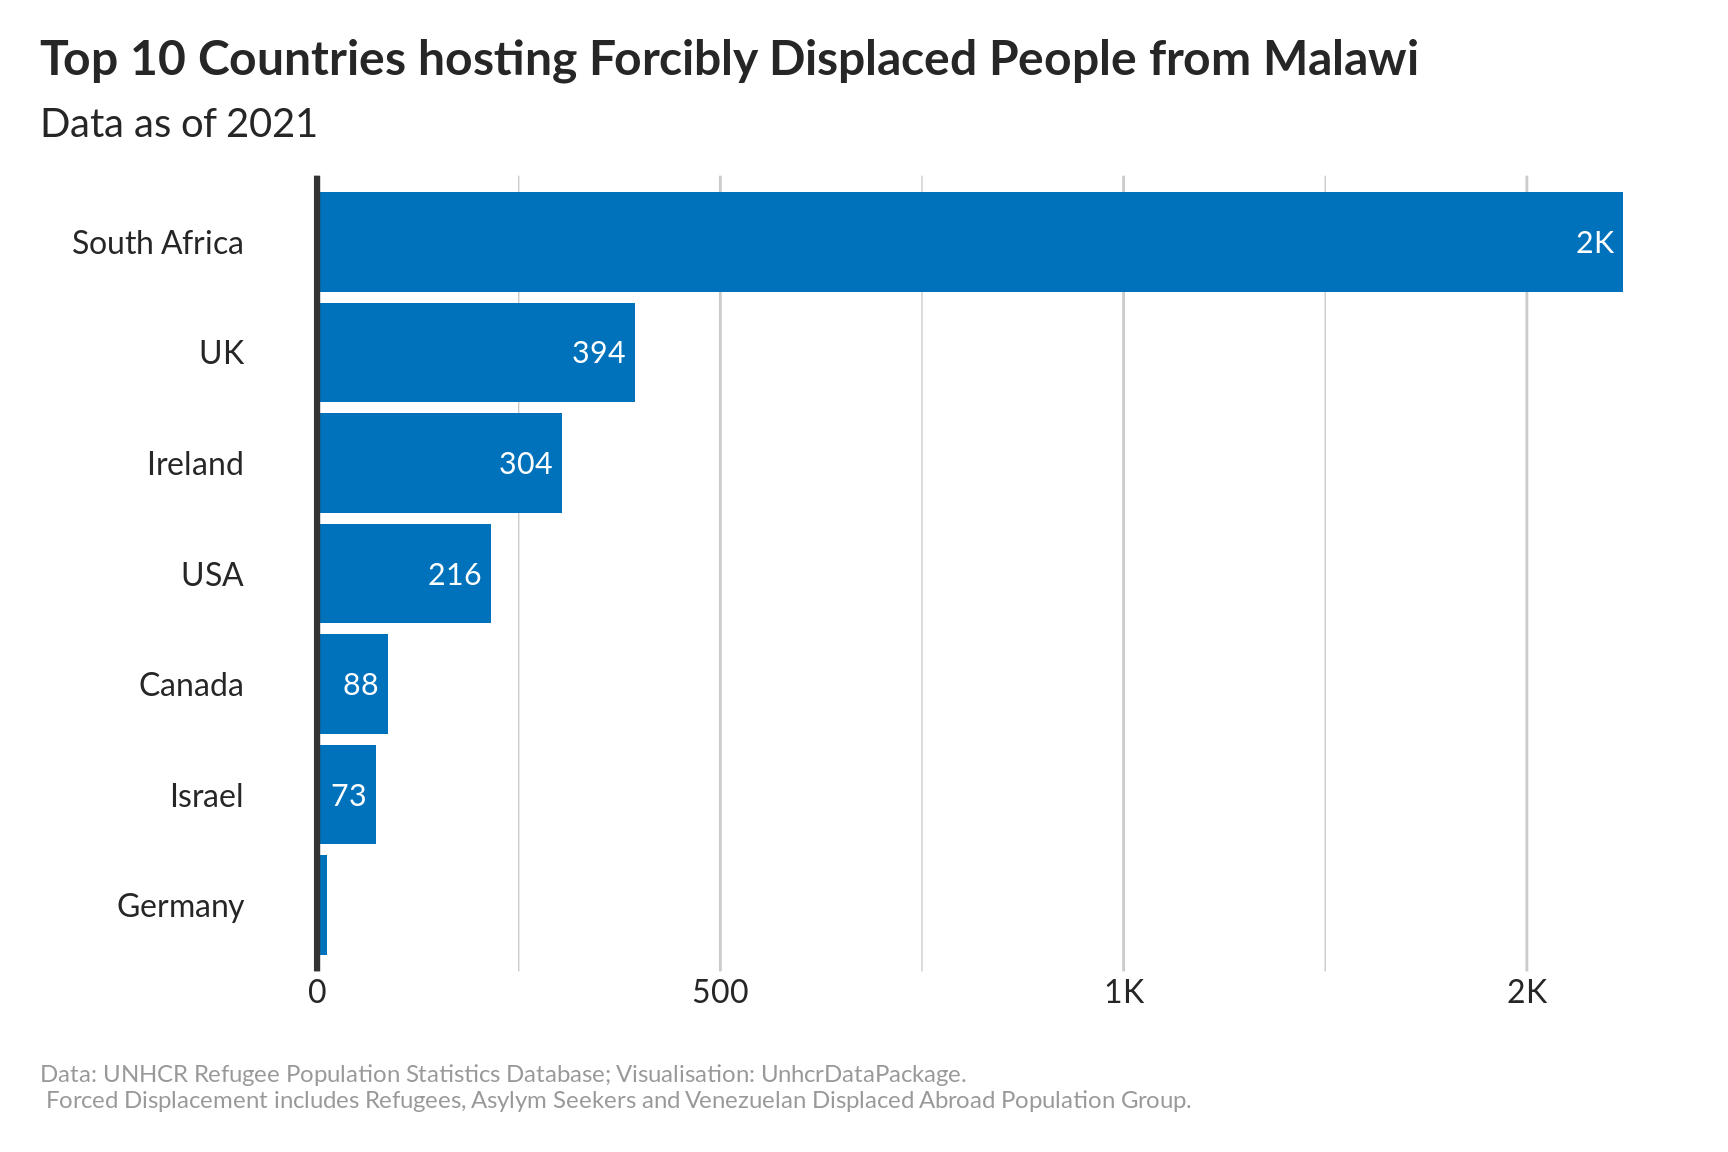 Top 10 Countries hosting Forcibly Displaced People from Malawi
Data as of 2021
South Africa
2K
UK
394
Ireland
304
USA
216
Canada
88
Israel
73
Germany
0 500 1K 2K
Data: UNHCR Refugee Population Statistics Database; Visualisation: UnhcrDataPackage.
Forced Displacement includes Refugees, Asylym Seekers and Venezuelan Displaced Abroad Population Group.